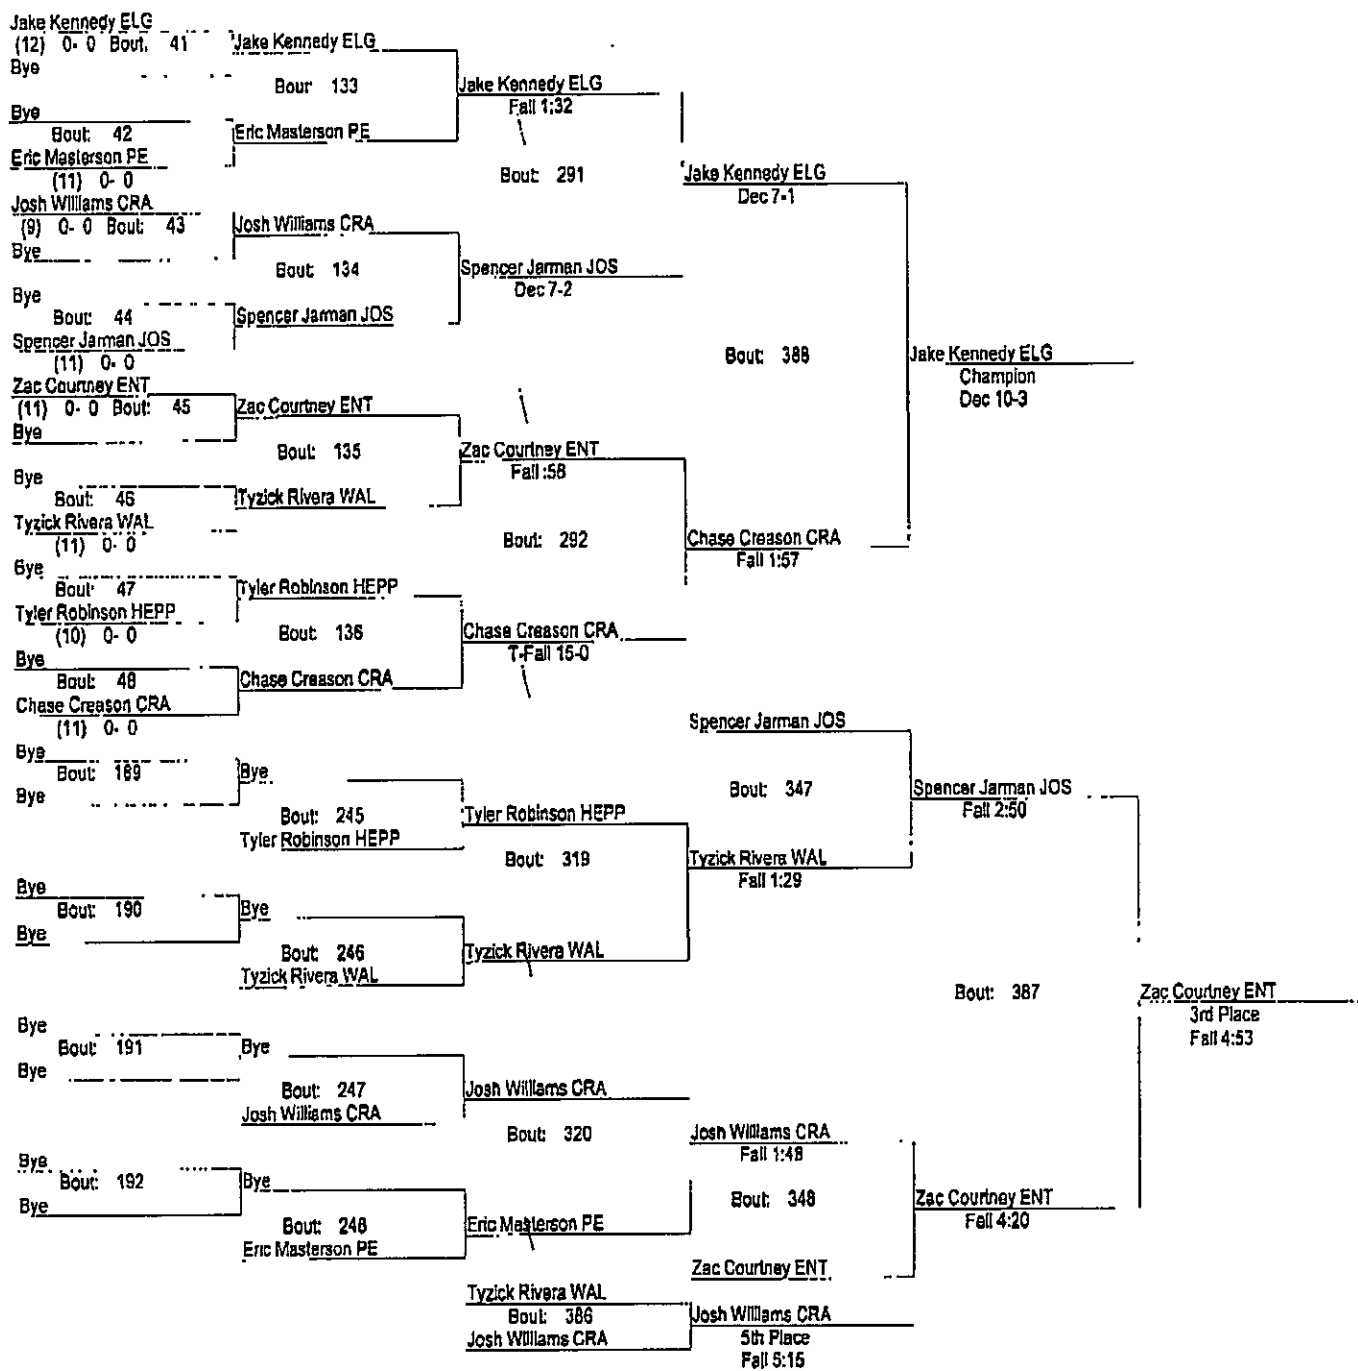 Jake Kennedy ELG
(12) 0- 0 Bout. 41
Bye
Bye
Bout: 42
Eric Masterson PE
(11) 0- 0
Josh Williams CRA
(9) 0- 0 Bout: 43
Bye
Bye
Bout: 44
Spencer Jarman JOS
(11) 0- 0
Zac Courtney ENT
(11) 0- 0 Bout: 45
Bye
Bye
Bout: 46
Tyzick Rivera WAL
(11) 0- 0
Bye
Bout: 47
Tyler Robinson HEPP
(10) 0- 0
Bye
Bout: 48
Chase Creason CRA
(11) 0- 0
Jake Kennedy ELG
Bour 133
Eric Masterson PE
Josh Williams CRA
Bout: 134
Spencer Jarman JOS
Zac Courtney ENT
Bout: 135
Tyzick Rivera WAL
Tyler Robinson HEPP
Bout: 136
Chase Creason CRA
Jake Kennedy ELG
Fall 1:32
Bout: 291
Spencer Jarman JOS
Dec 7-2
Zac Courtney ENT
Fall :58
Bout: 292
Chase Creason CRA
T-Fall 15-0
Jake Kennedy ELG
Dec 7-1
Bout: 388
Chase Creason CRA
Fall 1:57
Jake Kennedy ELG
Champion
Dec 10-3
Bye
Bout: 189
Bye
Bye
Bout: 190
Bye
Bye
Bout: 191
Bye
Bye
Bout: 192
Bye
Bye
Bout: 245
Tyler Robinson HEPP
Bye
Bout: 246
Tyzick Rivera WAL
Bye
Bout: 247
Josh Williams CRA
Bye
Bout: 248
Eric Masterson PE
Tyler Robinson HEPP
Bout: 319
Tyzick Rivera WAL
Josh Williams CRA
Bout: 320
Eric Masterson PE
Spencer Jarman JOS
Bout: 347
Tyzick Rivera WAL
Fall 1:29
Josh Williams CRA
Fall 1:48
Bout: 348
Zac Courtney ENT
Spencer Jarman JOS
Fall 2:50
Bout: 387
Zac Courtney ENT
Fall 4:20
Zac Courtney ENT
3rd Place
Fall 4:53
Tyzick Rivera WAL
Bout: 386
Josh Williams CRA
Josh Williams CRA
5th Place
Fall 5:15